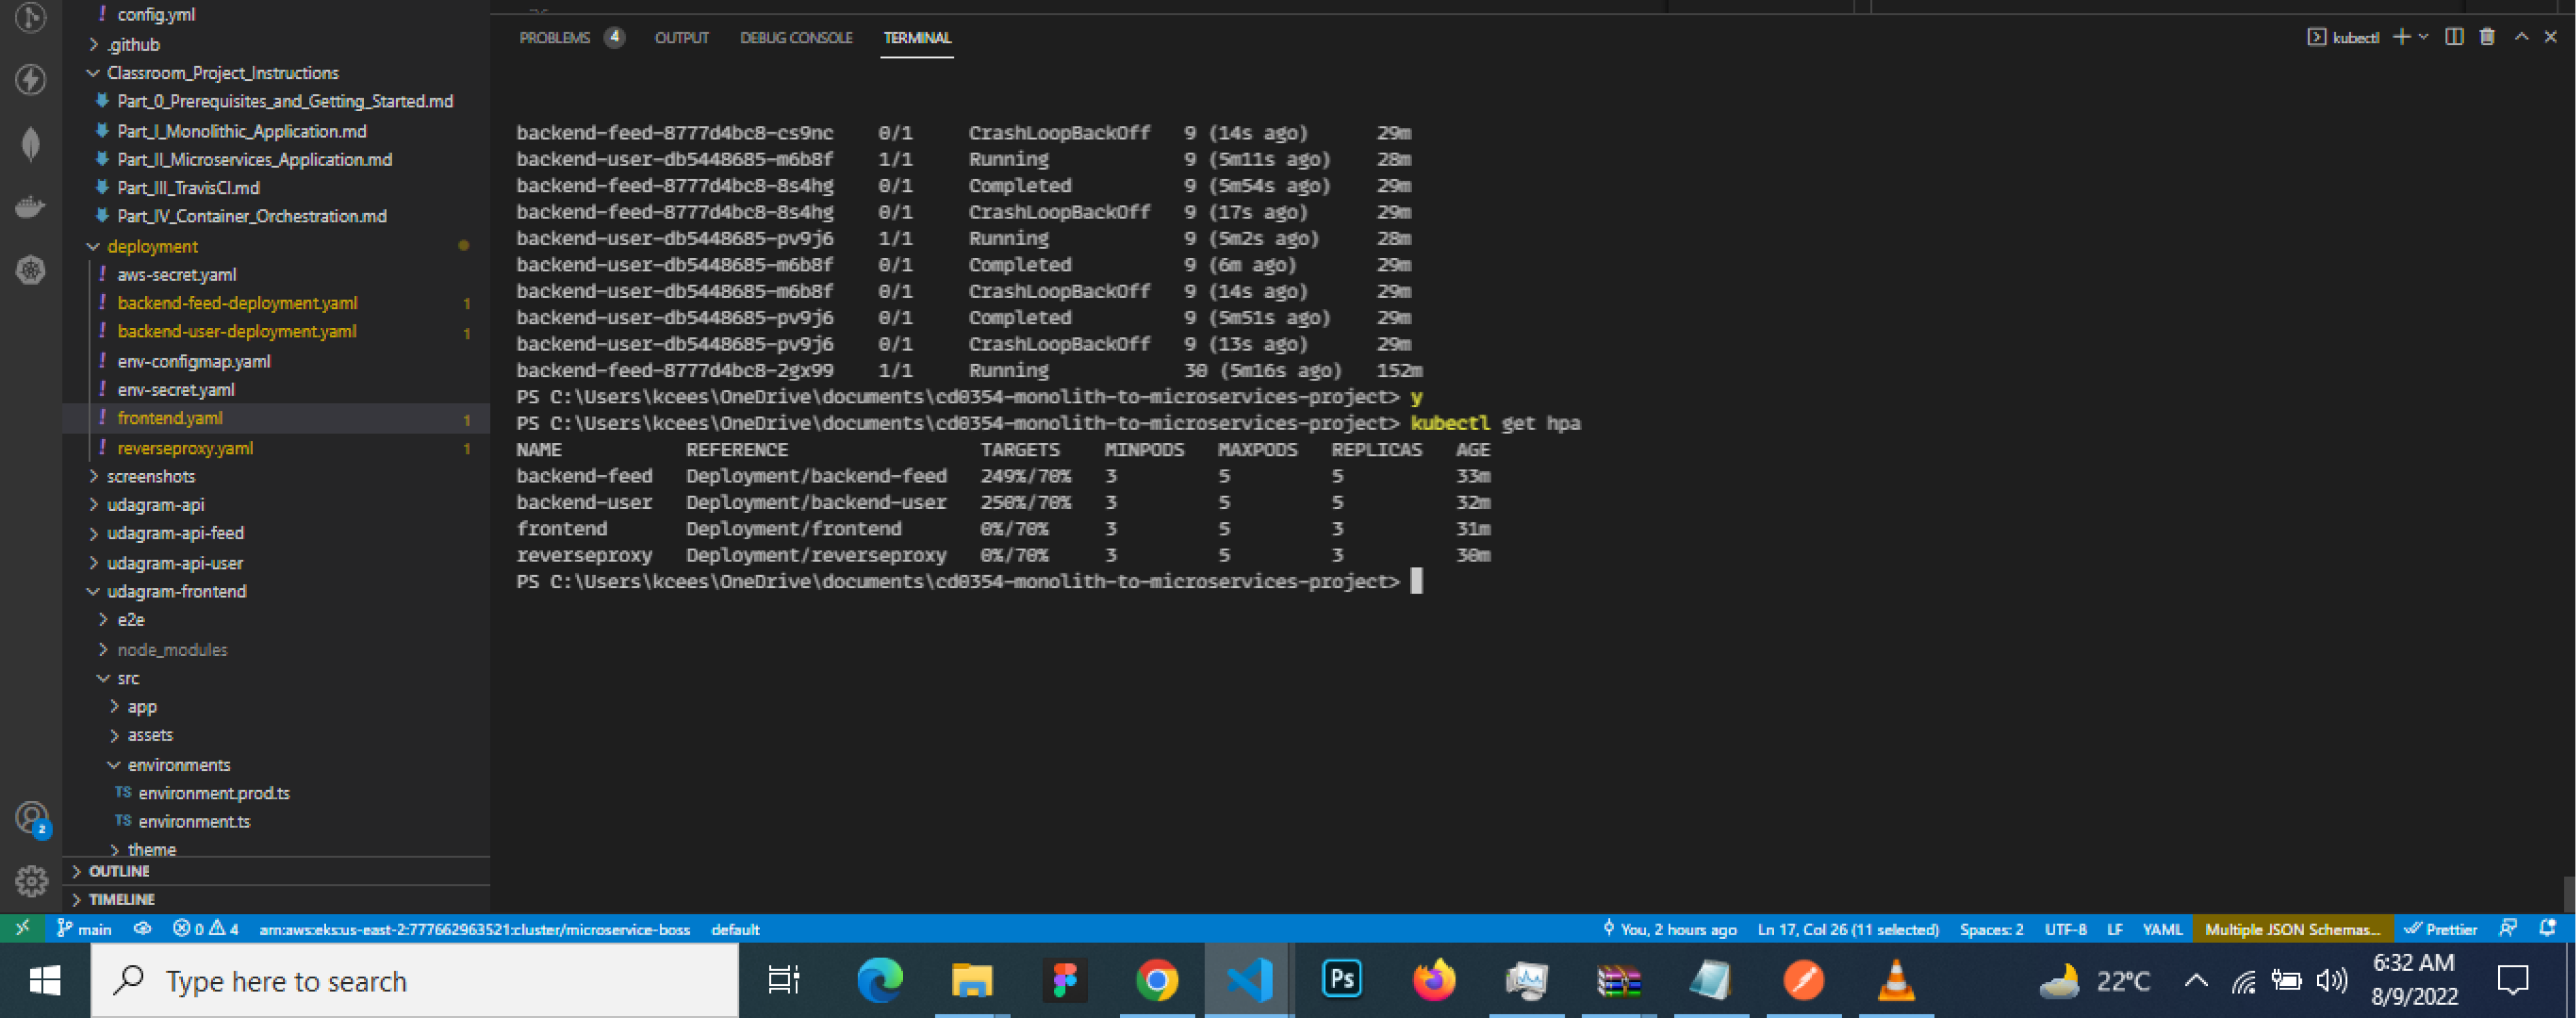 config.yml
.github
Classroom_Project_Instructions
Part_0_Prerequisites_and_Getting_Started.md
Part_I_Monolithic_Application.md
Part_II_Microservices_Application.md
Part_III_TravisCI.md
Part_IV_Container_Orchestration.md
deployment
aws-secret.yaml
backend-feed-deployment.yaml 1
backend-user-deployment.yaml 1
env-configmap.yaml
env-secret.yaml
frontend.yaml 1
reverseproxy.yaml 1
screenshots
udagram-api
udagram-api-feed
udagram-api-user
udagram-frontend
e2e
node_modules
src
app
assets
environments
TS environment.prod.ts
TS environment.ts
theme
OUTLINE
TIMELINE
2
PROBLEMS 4 OUTPUT DEBUG CONSOLE TERMINAL
kubectl
backend-feed-8777d4bc8-cs9nc 0/1 CrashLoopBackOff 9 (14s ago) 29m
backend-user-db5448685-m6b8f 1/1 Running 9 (5m11s ago) 28m
backend-feed-8777d4bc8-8s4hg 0/1 Completed 9 (5m54s ago) 29m
backend-feed-8777d4bc8-8s4hg 0/1 CrashLoopBackOff 9 (17s ago) 29m
backend-user-db5448685-pv9j6 1/1 Running 9 (5m2s ago) 28m
backend-user-db5448685-m6b8f 0/1 Completed 9 (6m ago) 29m
backend-user-db5448685-m6b8f 0/1 CrashLoopBackOff 9 (14s ago) 29m
backend-user-db5448685-pv9j6 0/1 Completed 9 (5m51s ago) 29m
backend-user-db5448685-pv9j6 0/1 CrashLoopBackOff 9 (13s ago) 29m
backend-feed-8777d4bc8-2gx99 1/1 Running 30 (5m16s ago) 152m
PS C:\Users\kcees\OneDrive\documents\cd0354-monolith-to-microservices-project> y
PS C:\Users\kcees\OneDrive\documents\cd0354-monolith-to-microservices-project> kubectl get hpa
NAME REFERENCE TARGETS MINPODS MAXPODS REPLICAS AGE
backend-feed Deployment/backend-feed 249%/70% 3 5 5 33m
backend-user Deployment/backend-user 250%/70% 3 5 5 32m
frontend Deployment/frontend 0%/70% 3 5 3 31m
reverseproxy Deployment/reverseproxy 0%/70% 3 5 3 30m
PS C:\Users\kcees\OneDrive\documents\cd0354-monolith-to-microservices-project>
main 0 4 arn:aws:eks:us-east-2:777662963521:cluster/microservice-boss default You, 2 hours ago Ln 17, Col 26 (11 selected) Spaces: 2 UTF-8 LF YAML Multiple JSON Schemas... Prettier
Type here to search
Ps
22°C
6:32 AM
8/9/2022